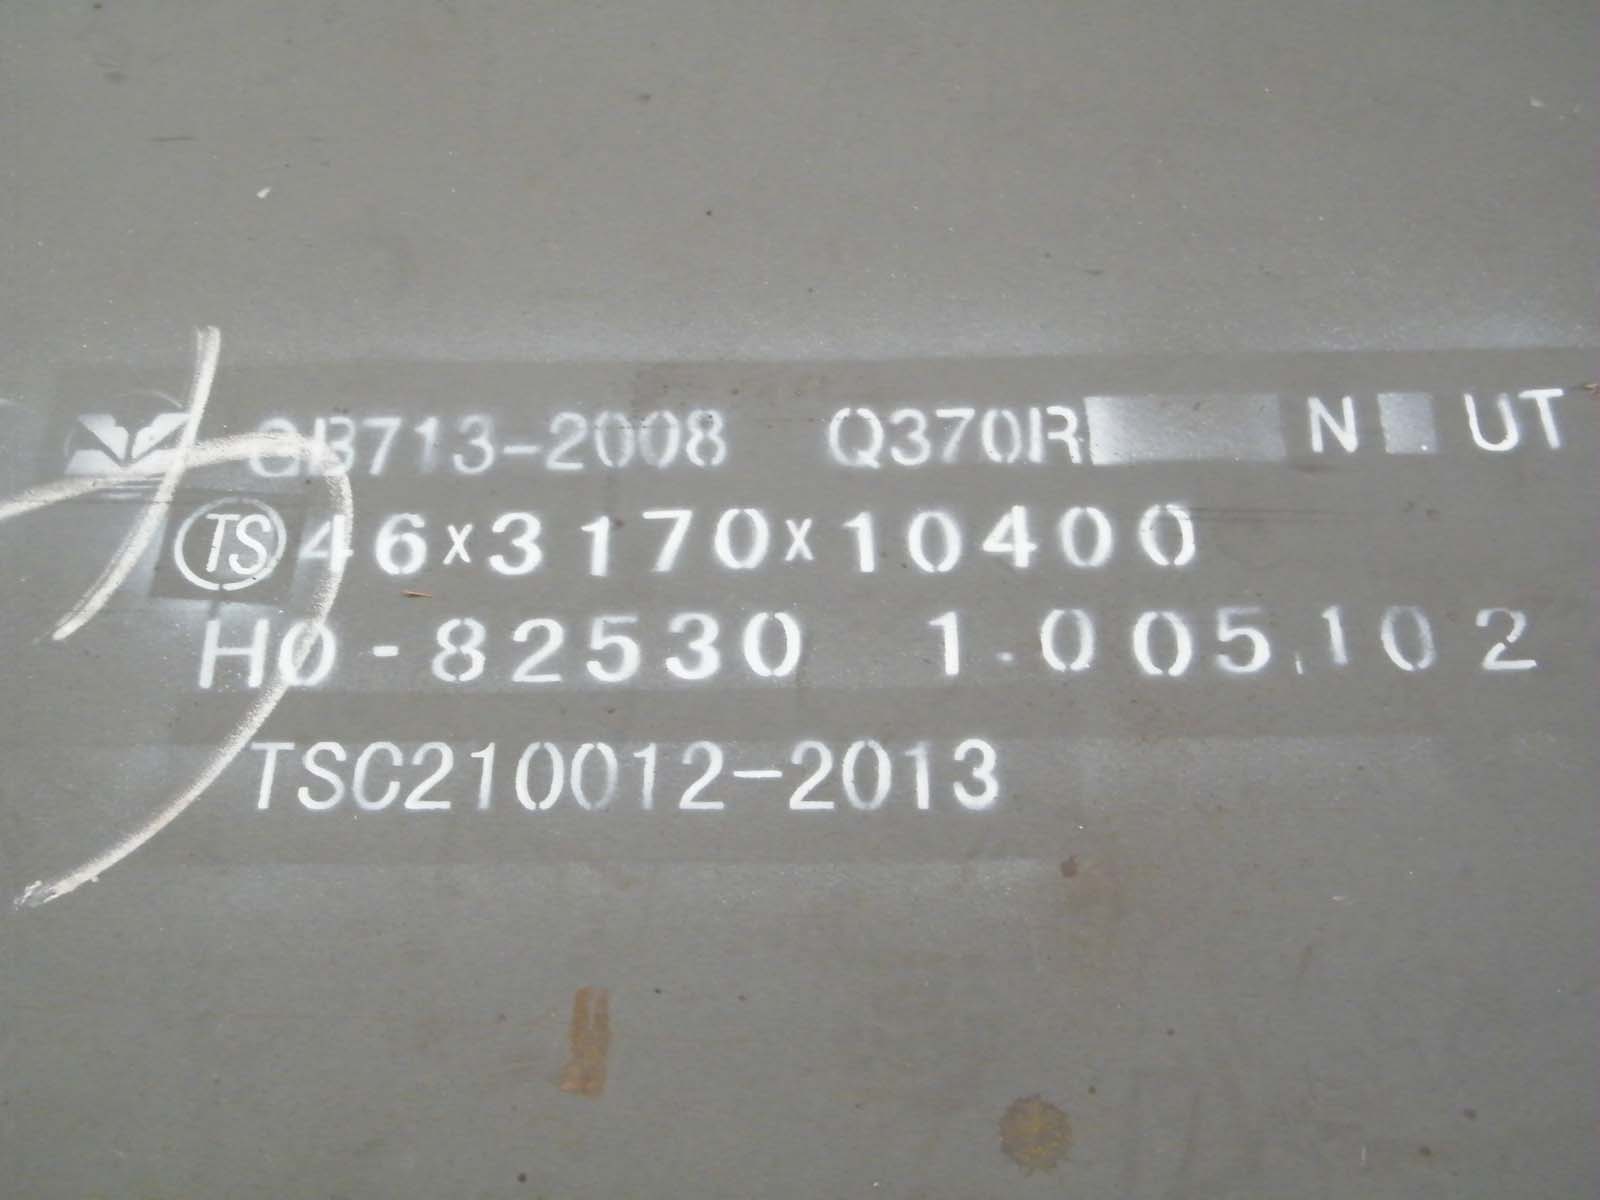 GB713-2008 Q370R N UT
TS 46x3170x10400
H0-82530 1.005.102
TSC210012-2013